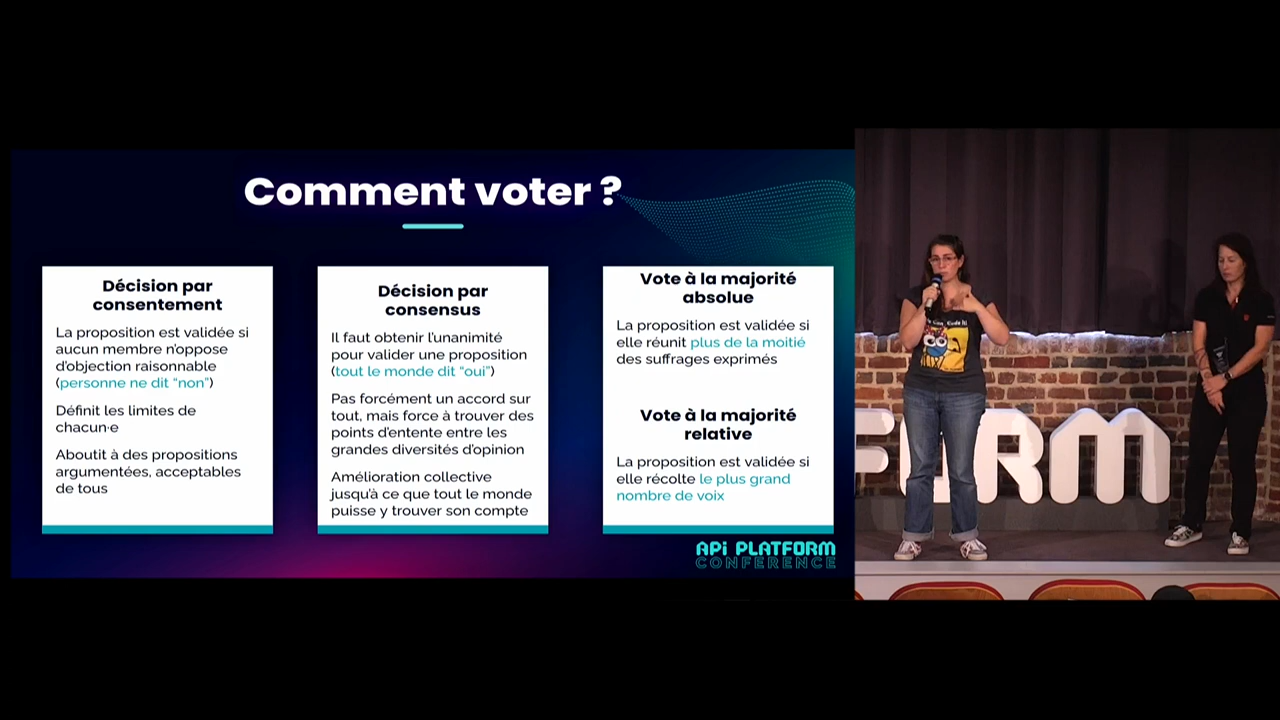 Comment voter ?
Décision par
consentement
La proposition est validée si
aucun membre n'oppose
d'objection raisonnable
(personne ne dit "non")
Définit les limites de
chacun·e
Aboutit à des propositions
argumentées, acceptables
de tous
Décision par
consensus
Il faut obtenir l'unanimité
pour valider une proposition
(tout le monde dit "oui")
Pas forcément un accord sur
tout, mais force à trouver des
points d'entente entre les
grandes diversités d'opinion
Amélioration collective
jusqu'à ce que tout le monde
puisse y trouver son compte
Vote à la majorité
absolue
La proposition est validée si
elle réunit plus de la moitié
des suffrages exprimés
Vote à la majorité
relative
La proposition est validée si
elle récolte le plus grand
nombre de voix
API PLATFORM
CONFERENCE
FORM